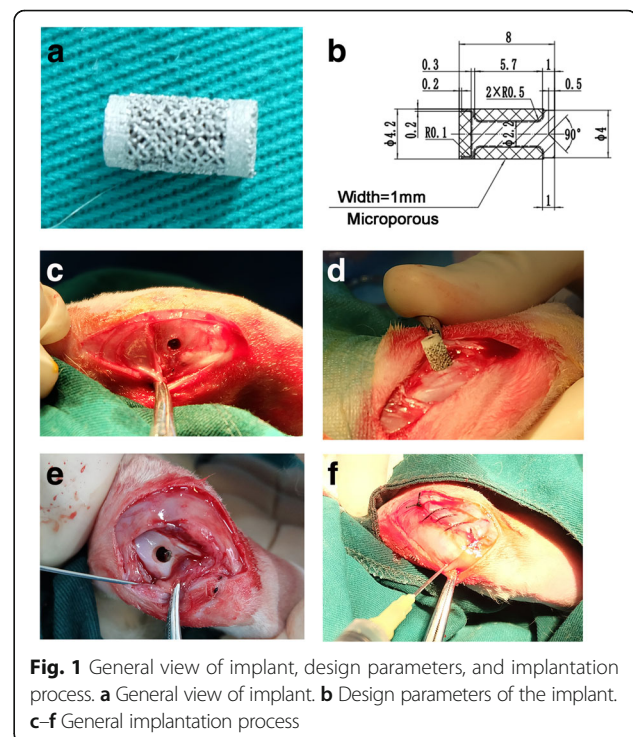 a
b
8
0.3
5.7
1
0.2
0.5
2×R0.5
ϕ4.2
0.2
R0.1
ϕ2.2
90°
ϕ4
Width=1mm
Microporous
1
c
d
e
f
Fig. 1 General view of implant, design parameters, and implantation
process. a General view of implant. b Design parameters of the implant.
c–f General implantation process